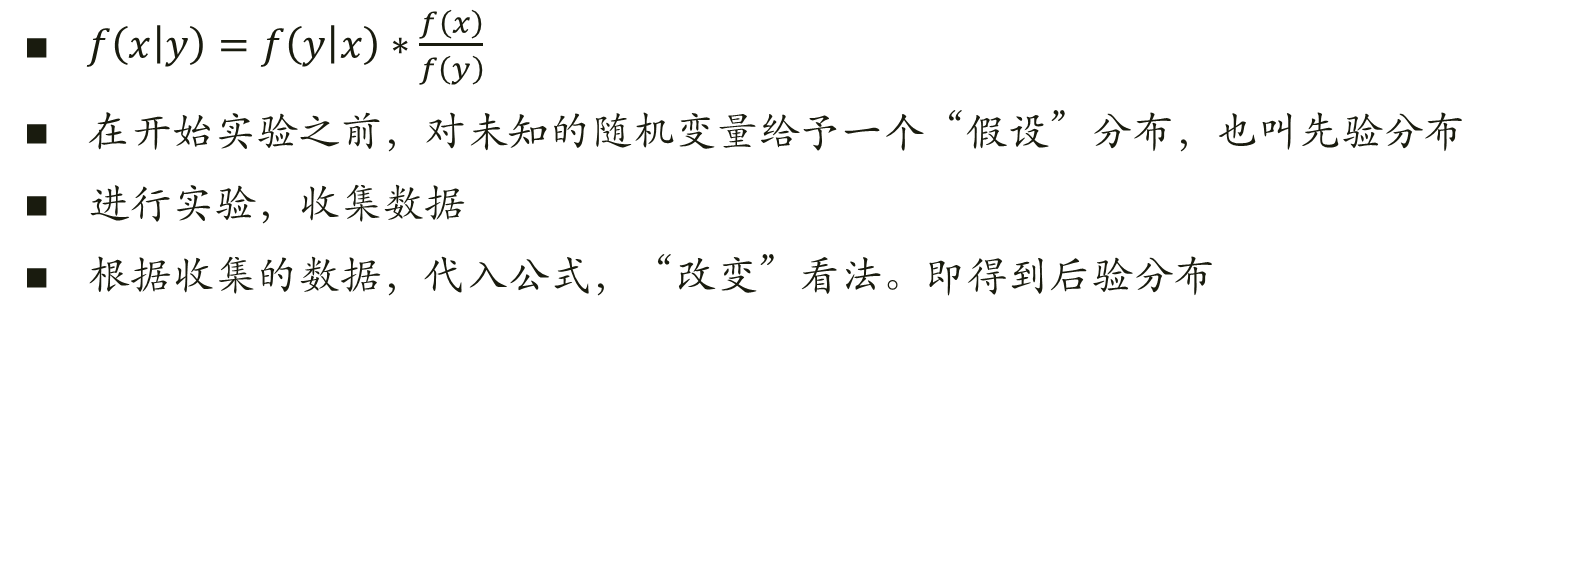 ■ f(x|y) = f(y|x) * f(x)/f(y)
■ 在开始实验之前，对未知的随机变量给予一个“假设”分布，也叫先验分布
■ 进行实验，收集数据
■ 根据收集的数据，代入公式，“改变”看法。即得到后验分布